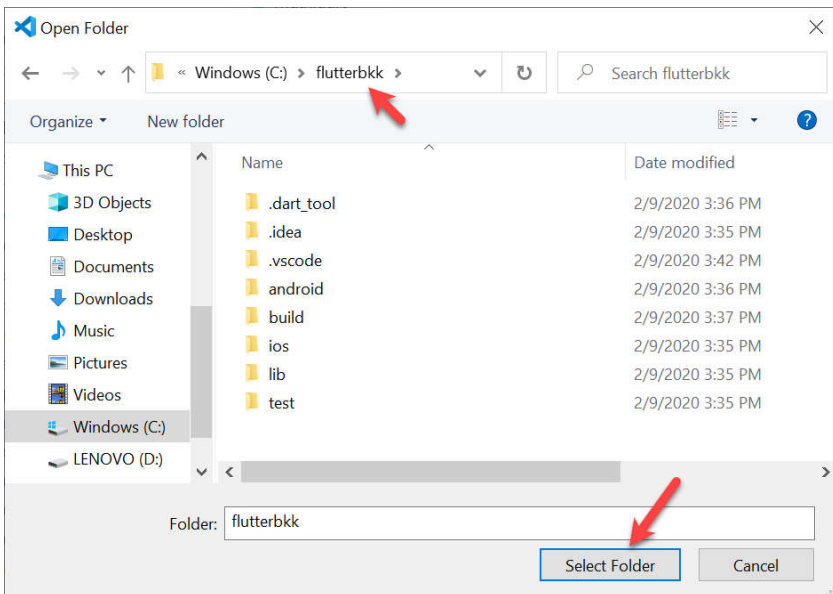 Open Folder
« Windows (C:) > flutterbkk > Search flutterbkk
Organize New folder ?
This PC
3D Objects
Desktop
Documents
Downloads
Music
Pictures
Videos
Windows (C:)
LENOVO (D:)
Name Date modified
.dart_tool 2/9/2020 3:36 PM
.idea 2/9/2020 3:35 PM
.vscode 2/9/2020 3:42 PM
android 2/9/2020 3:36 PM
build 2/9/2020 3:37 PM
ios 2/9/2020 3:35 PM
lib 2/9/2020 3:35 PM
test 2/9/2020 3:35 PM
Folder: flutterbkk
Select Folder Cancel